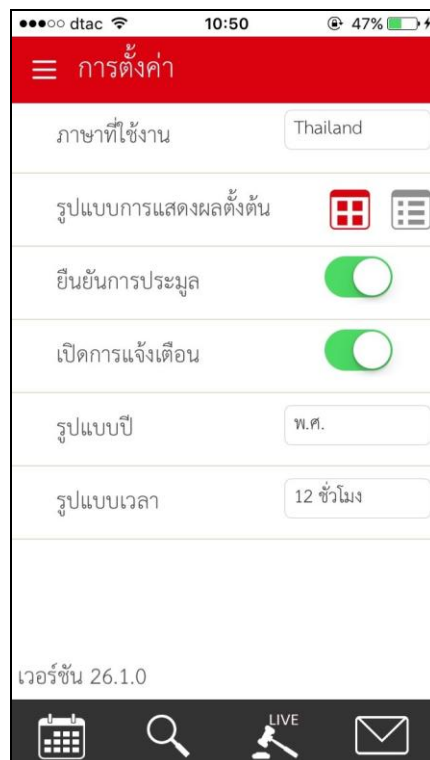 dtac 10:50 47%
การตั้งค่า
ภาษาที่ใช้งาน Thailand
รูปแบบการแสดงผลตั้งต้น
ยืนยันการประมูล
เปิดการแจ้งเตือน
รูปแบบปี พ.ศ.
รูปแบบเวลา 12 ชั่วโมง
เวอร์ชัน 26.1.0
LIVE